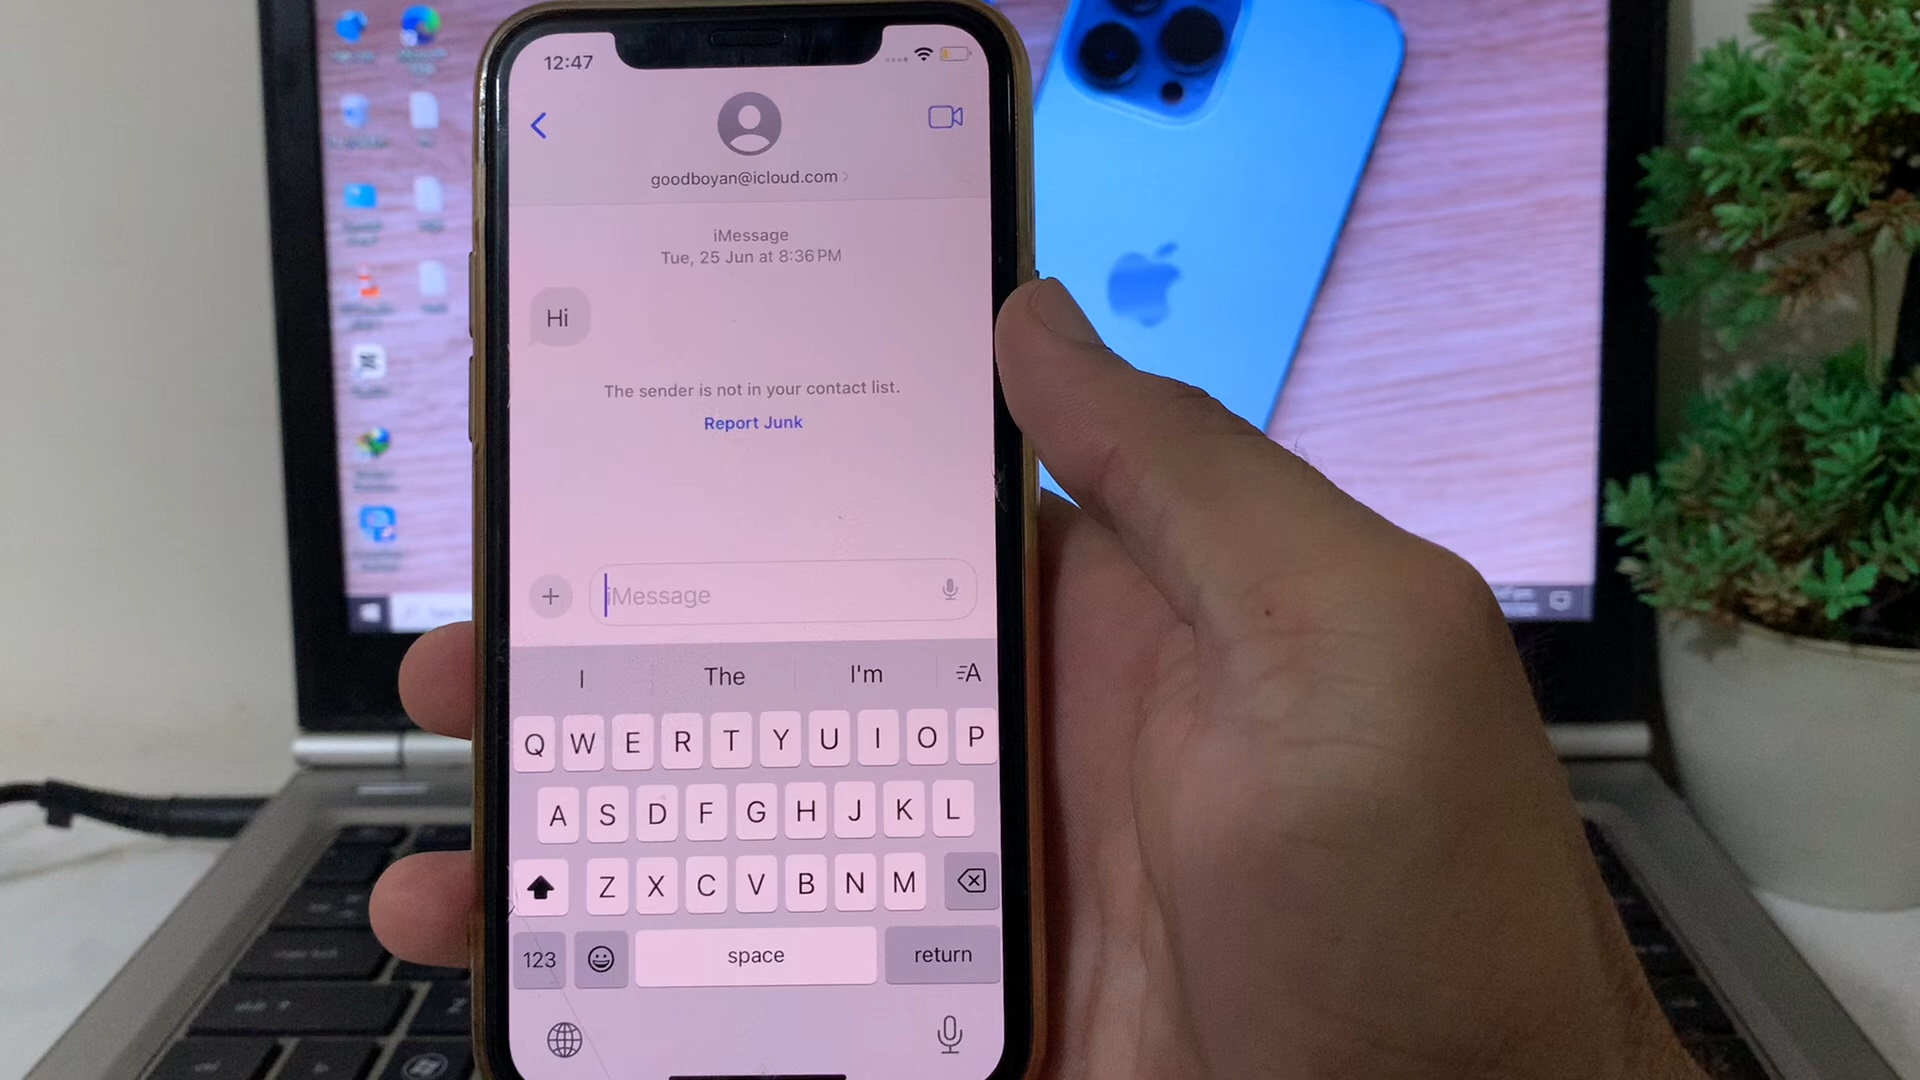 12:47
goodboyan@icloud.com
iMessage
Tue, 25 Jun at 8:36 PM
Hi
The sender is not in your contact list.
Report Junk
iMessage
I The I'm
Q W E R T Y U I O P
A S D F G H J K L
Z X C V B N M
123 space return